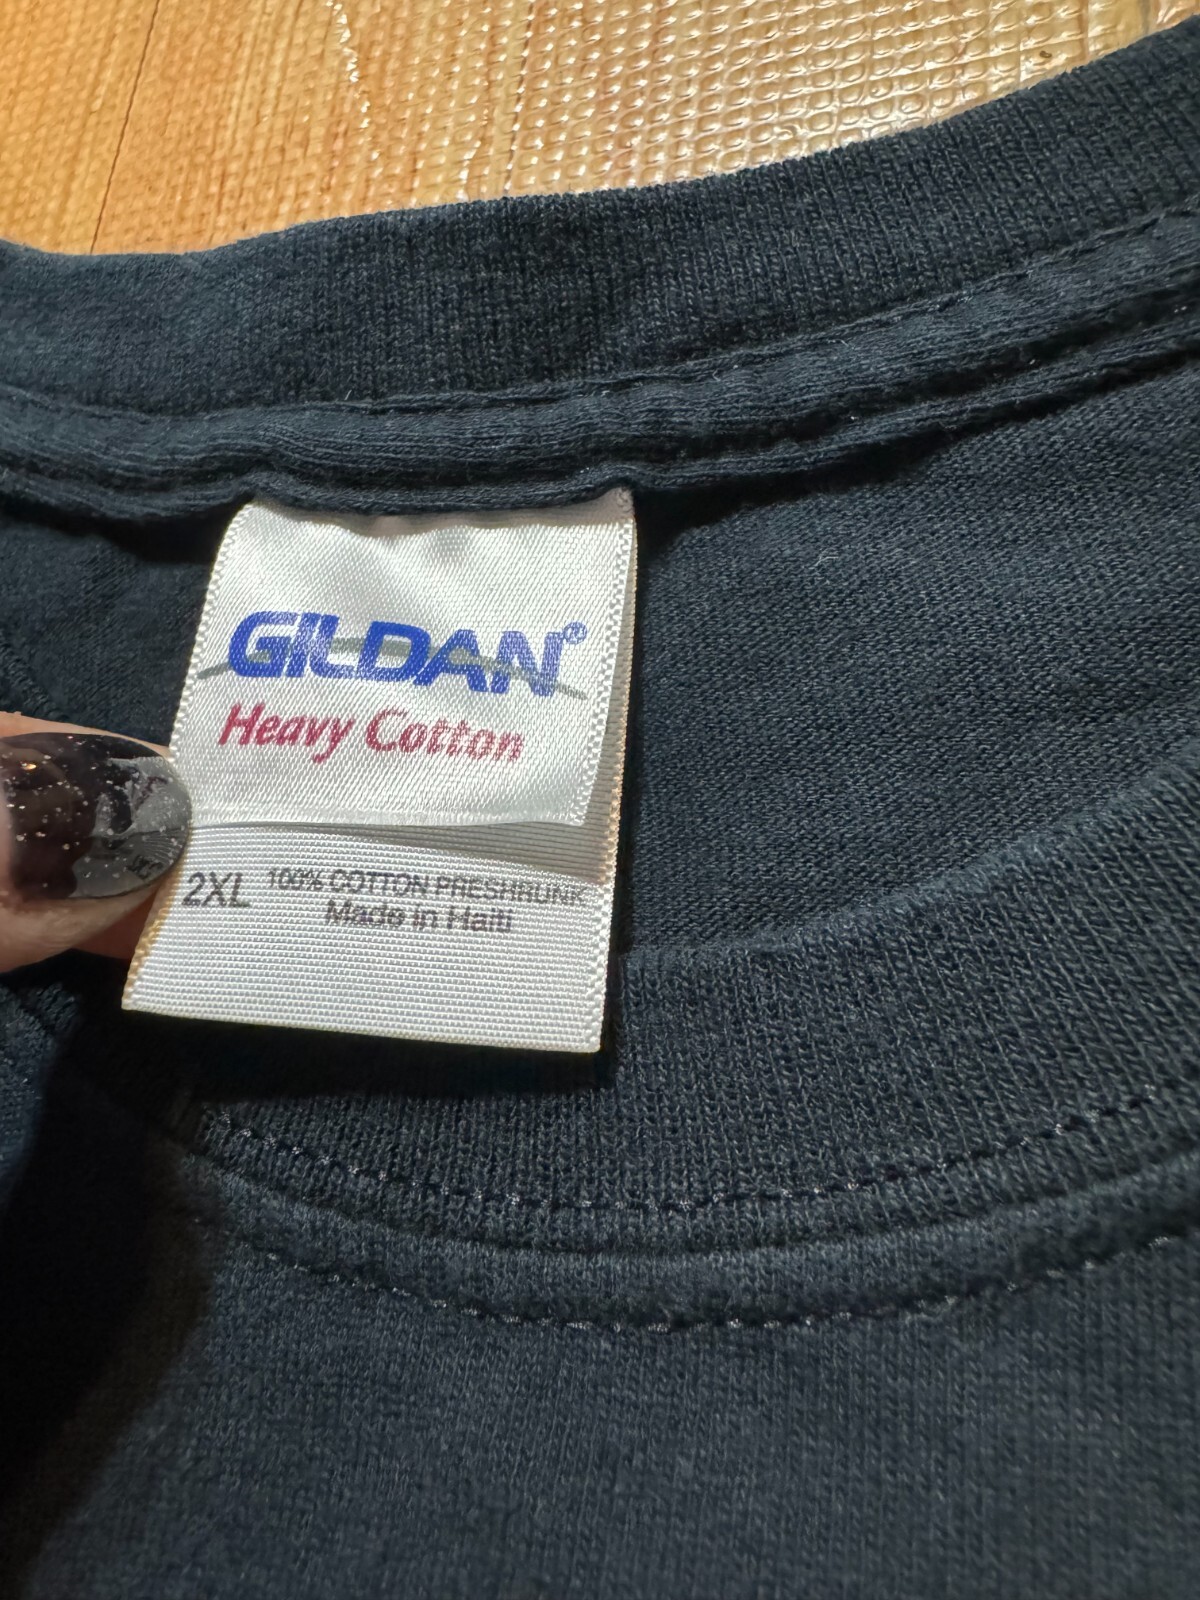 GILDAN®
Heavy Cotton
2XL 100% COTTON PRESHRUNK
Made in Haiti